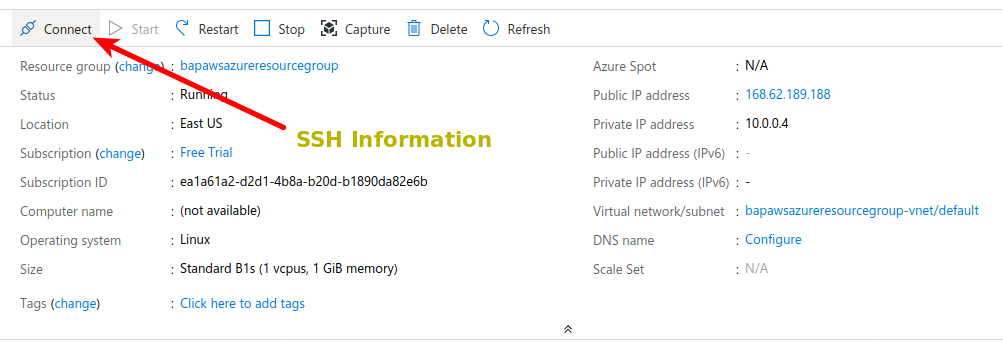 Connect Start Restart Stop Capture Delete Refresh
Resource group (change) : bapawsazureresourcegroup
Azure Spot : N/A
Status : Running
Public IP address : 168.62.189.188
Location : East US
Private IP address : 10.0.0.4
SSH Information
Subscription (change) : Free Trial
Public IP address (IPv6) : -
Subscription ID : ea1a61a2-d2d1-4b8a-b20d-b1890da82e6b
Private IP address (IPv6) : -
Computer name : (not available)
Virtual network/subnet : bapawsazureresourcegroup-vnet/default
Operating system : Linux
DNS name : Configure
Size : Standard B1s (1 vcpus, 1 GiB memory)
Scale Set : N/A
Tags (change) : Click here to add tags